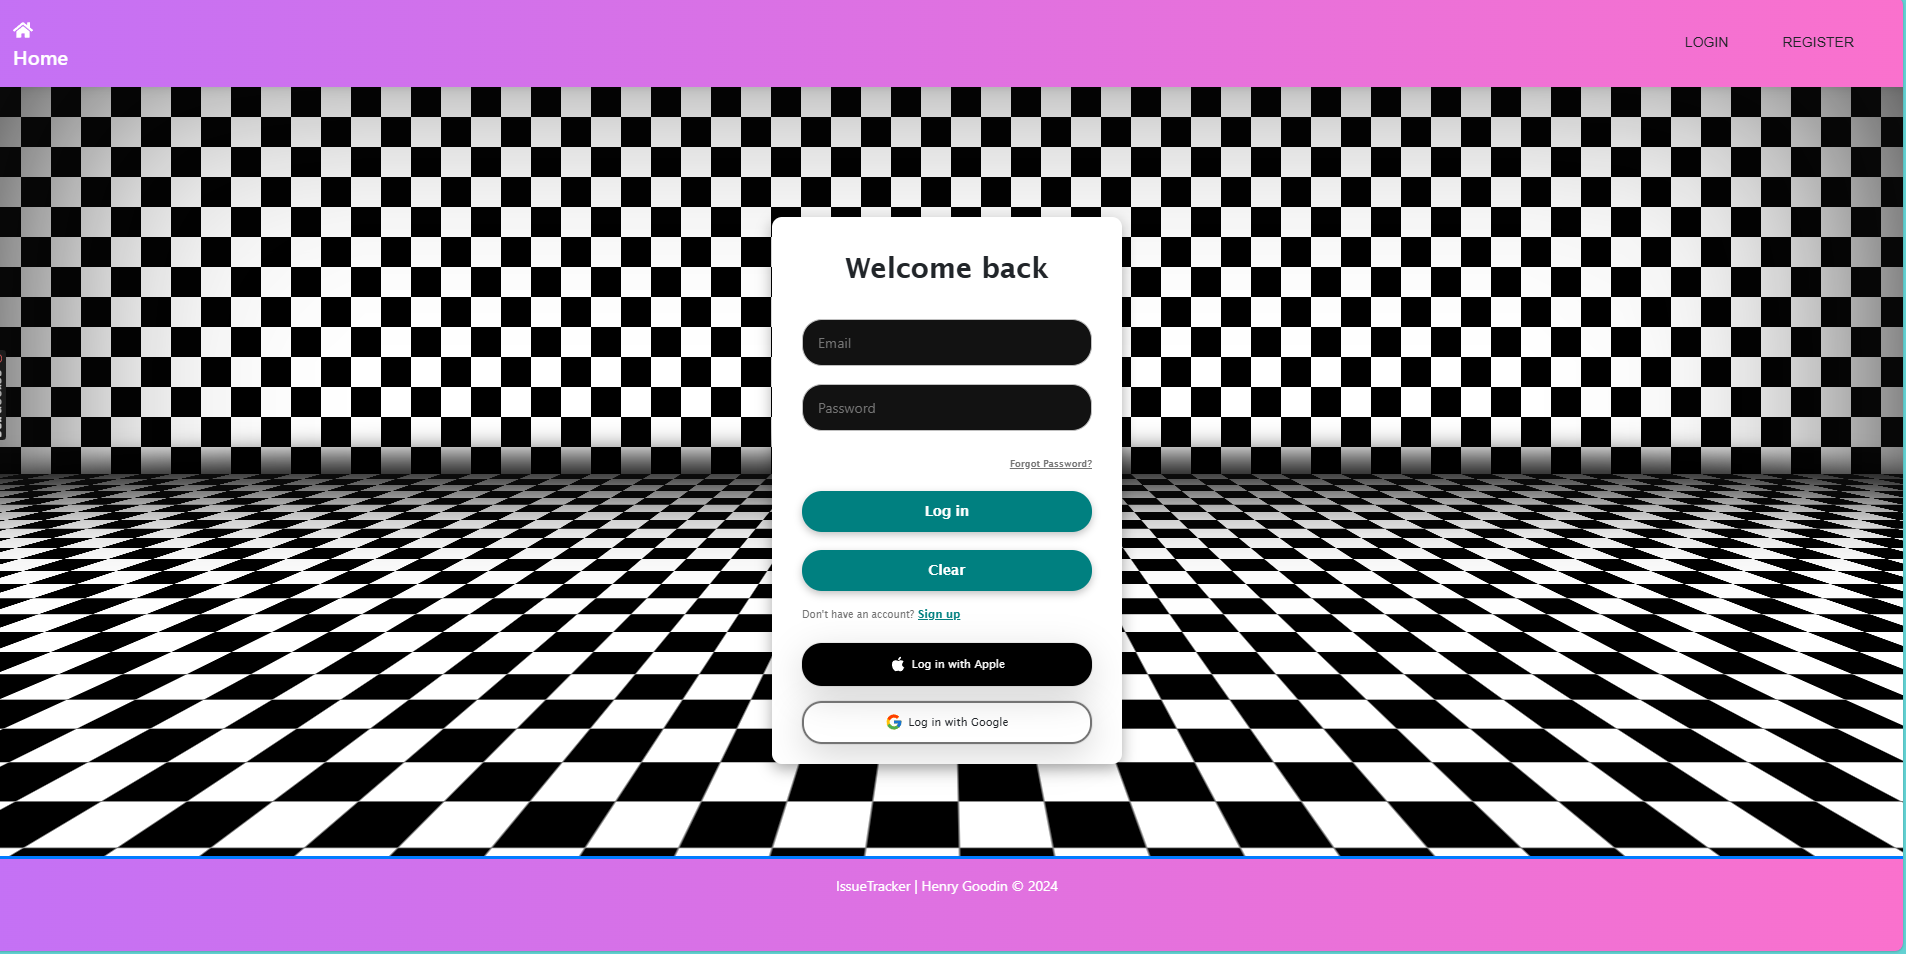 Home
LOGIN
REGISTER
Welcome back
Email
Password
Forgot Password?
Log in
Clear
Don't have an account? Sign up
Log in with Apple
Log in with Google
IssueTracker | Henry Goodin © 2024